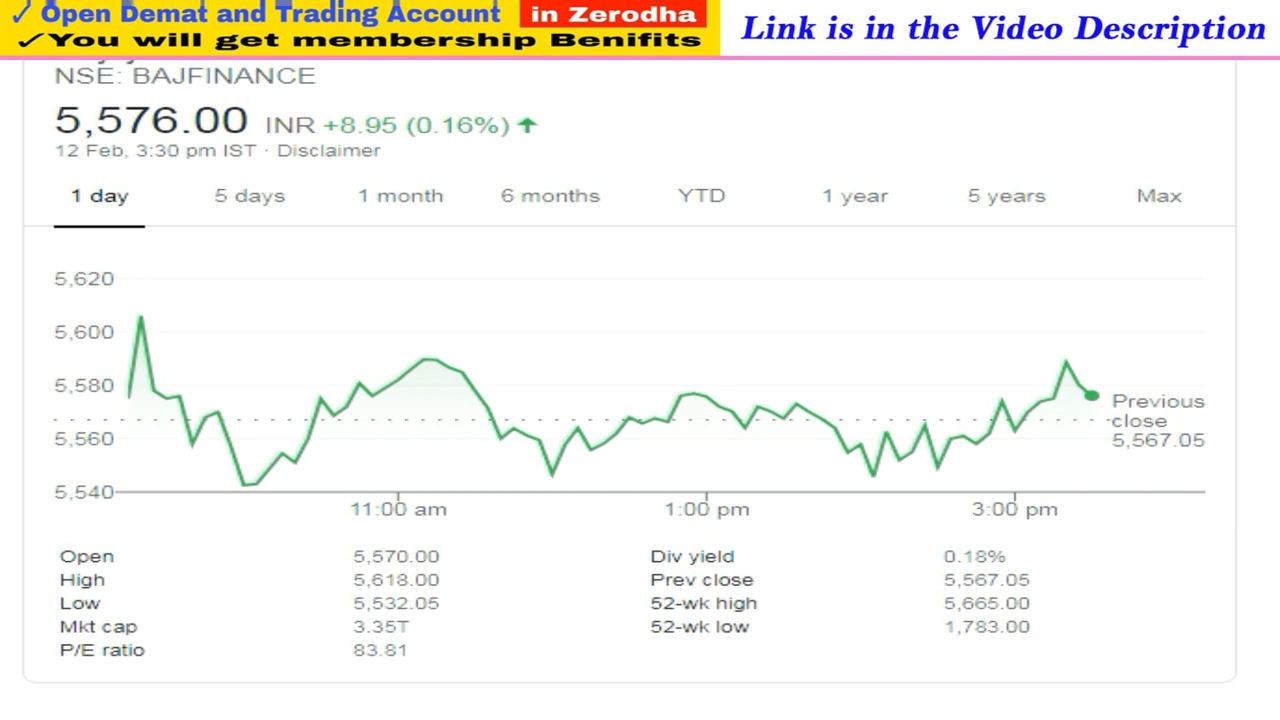 ✓ Open Demat and Trading Account in Zerodha
✓You will get membership Benifits
Link is in the Video Description
NSE: BAJFINANCE
5,576.00 INR +8.95 (0.16%) ↑
12 Feb, 3:30 pm IST · Disclaimer
1 day 5 days 1 month 6 months YTD 1 year 5 years Max
5,620
5,600
5,580
5,560
5,540
Previous
close
5,567.05
11:00 am 1:00 pm 3:00 pm
Open 5,570.00 Div yield 0.18%
High 5,618.00 Prev close 5,567.05
Low 5,532.05 52-wk high 5,665.00
Mkt cap 3.35T 52-wk low 1,783.00
P/E ratio 83.81